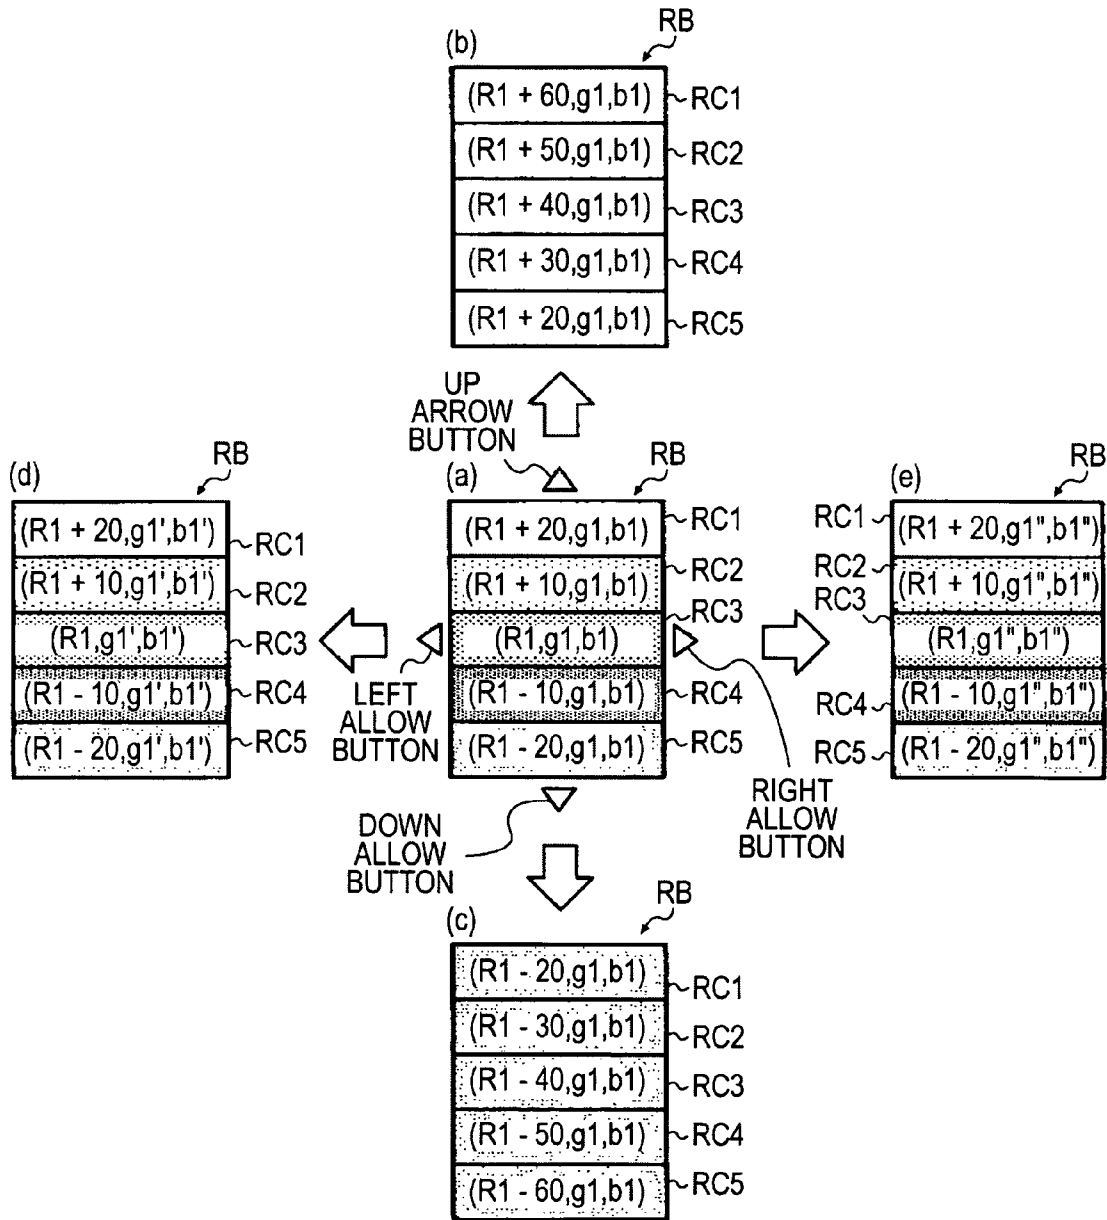 (b)
RB
(R1 + 60,g1,b1)
RC1
(R1 + 50,g1,b1)
RC2
(R1 + 40,g1,b1)
RC3
(R1 + 30,g1,b1)
RC4
(R1 + 20,g1,b1)
RC5
UP
ARROW
BUTTON
(d)
RB
(R1 + 20,g1',b1')
RC1
(R1 + 10,g1',b1')
RC2
(R1,g1',b1')
RC3
(R1 - 10,g1',b1')
RC4
(R1 - 20,g1',b1')
RC5
LEFT
ALLOW
BUTTON
(a)
RB
(R1 + 20,g1,b1)
RC1
(R1 + 10,g1,b1)
RC2
(R1,g1,b1)
RC3
(R1 - 10,g1,b1)
RC4
(R1 - 20,g1,b1)
RC5
RIGHT
ALLOW
BUTTON
(e)
RB
RC1
(R1 + 20,g1",b1")
RC2
(R1 + 10,g1",b1")
RC3
(R1,g1",b1")
RC4
(R1 - 10,g1",b1")
RC5
(R1 - 20,g1",b1")
DOWN
ALLOW
BUTTON
(c)
RB
(R1 - 20,g1,b1)
RC1
(R1 - 30,g1,b1)
RC2
(R1 - 40,g1,b1)
RC3
(R1 - 50,g1,b1)
RC4
(R1 - 60,g1,b1)
RC5